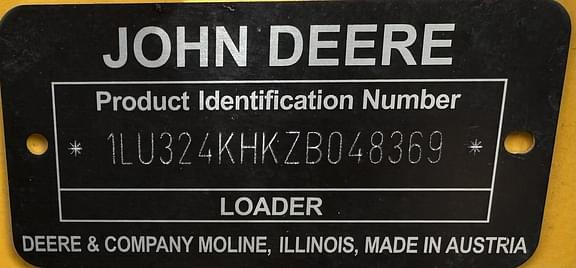 JOHN DEERE
Product Identification Number
* 1LU324KHKZB048369 *
LOADER
DEERE & COMPANY MOLINE, ILLINOIS, MADE IN AUSTRIA